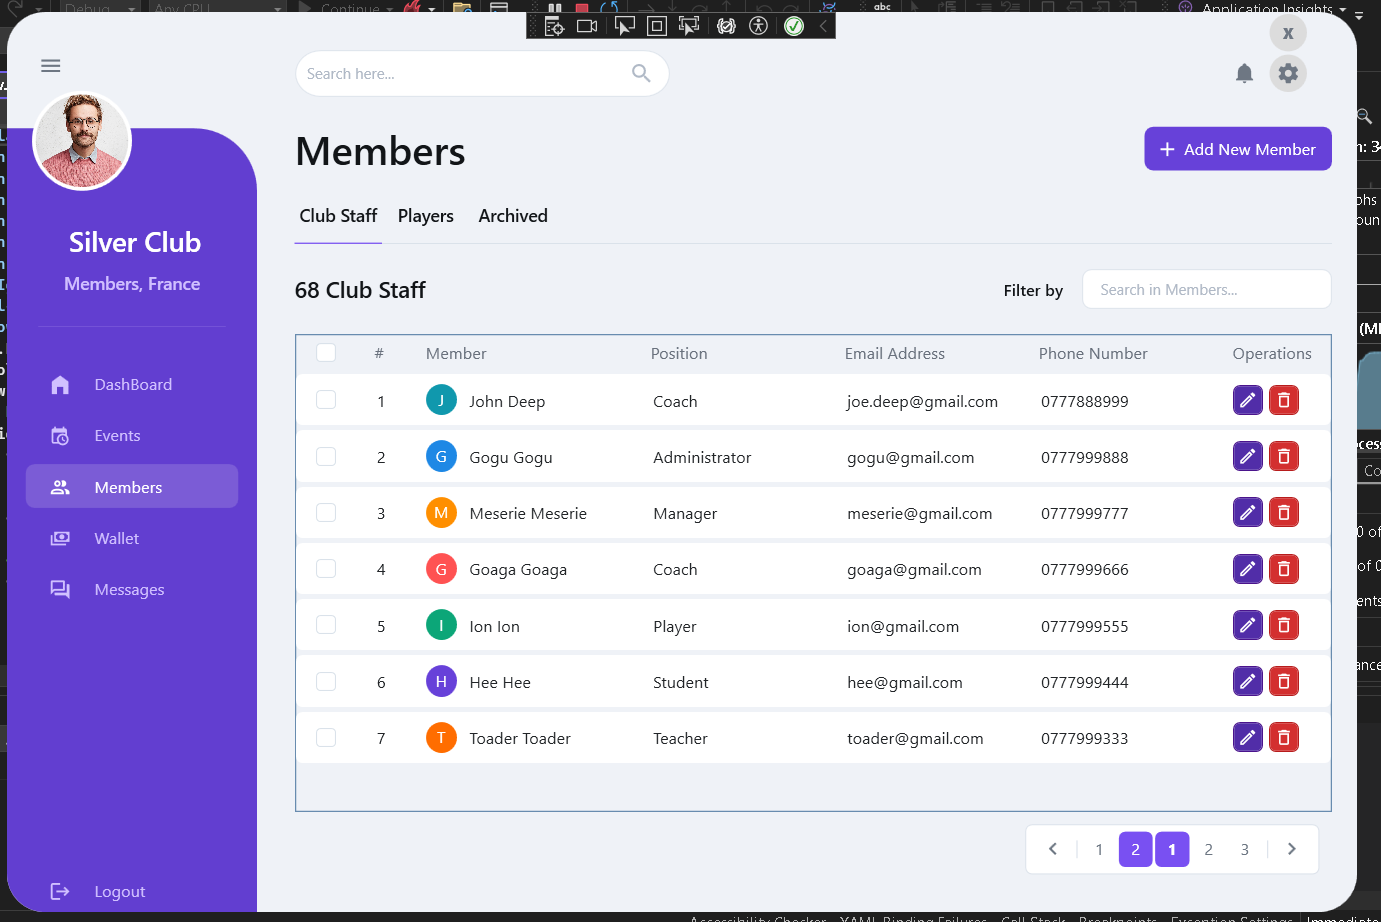 Debug
Any CPU
Continue
abc
Application Insights
X
Search here...
Members
+ Add New Member
Club Staff Players Archived
Silver Club
Members, France
68 Club Staff
Filter by
Search in Members...
# Member Position Email Address Phone Number Operations
1 J John Deep Coach joe.deep@gmail.com 0777888999
2 G Gogu Gogu Administrator gogu@gmail.com 0777999888
3 M Meserie Meserie Manager meserie@gmail.com 0777999777
4 G Goaga Goaga Coach goaga@gmail.com 0777999666
5 I Ion Ion Player ion@gmail.com 0777999555
6 H Hee Hee Student hee@gmail.com 0777999444
7 T Toader Toader Teacher toader@gmail.com 0777999333
DashBoard
Events
Members
Wallet
Messages
Logout
1 2 1 2 3
Accessibility Checker XAML Binding Failures Call Stack Breakpoints Exception Settings Immediate